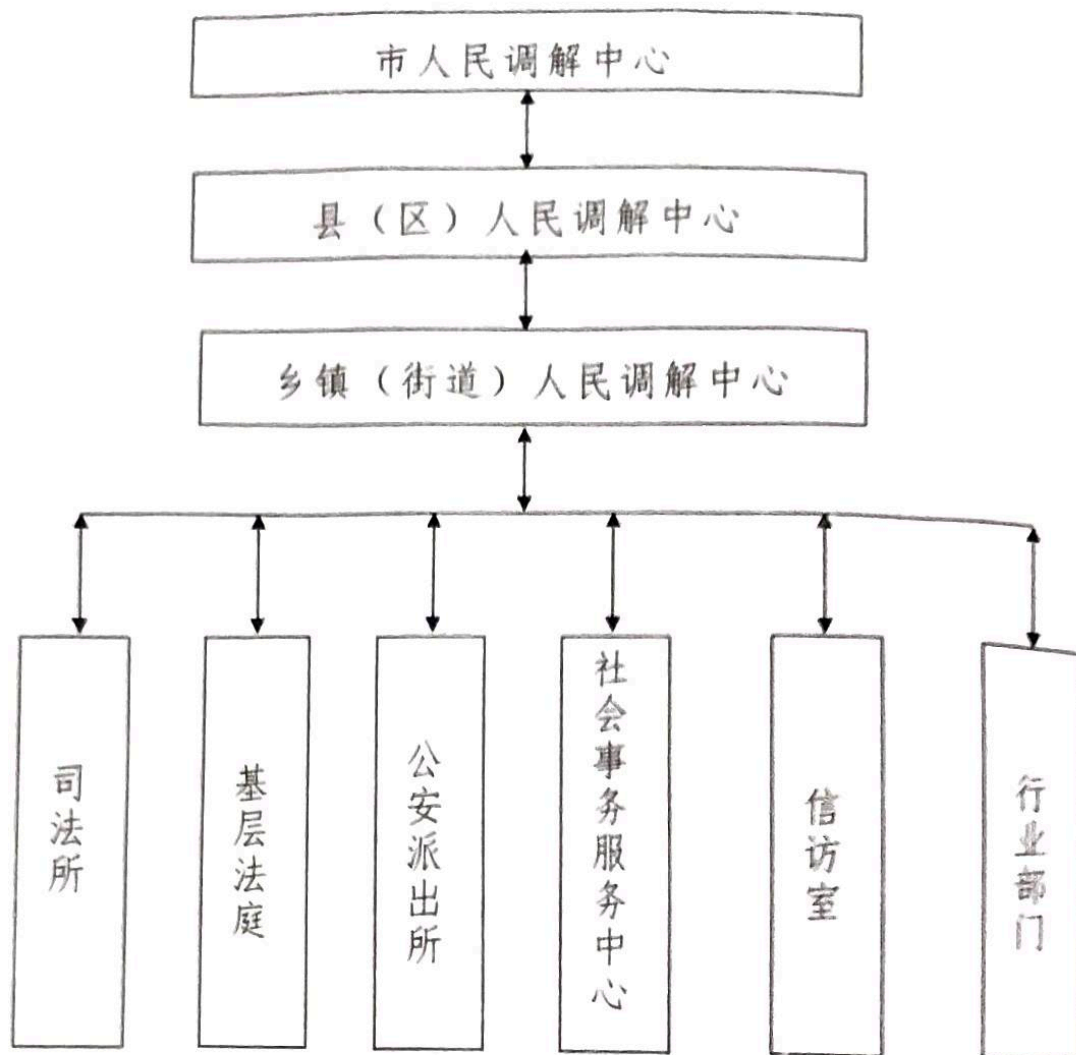 市人民调解中心
县（区）人民调解中心
乡镇（街道）人民调解中心
司法所
基层法庭
公安派出所
社会事务服务中心
信访室
行业部门